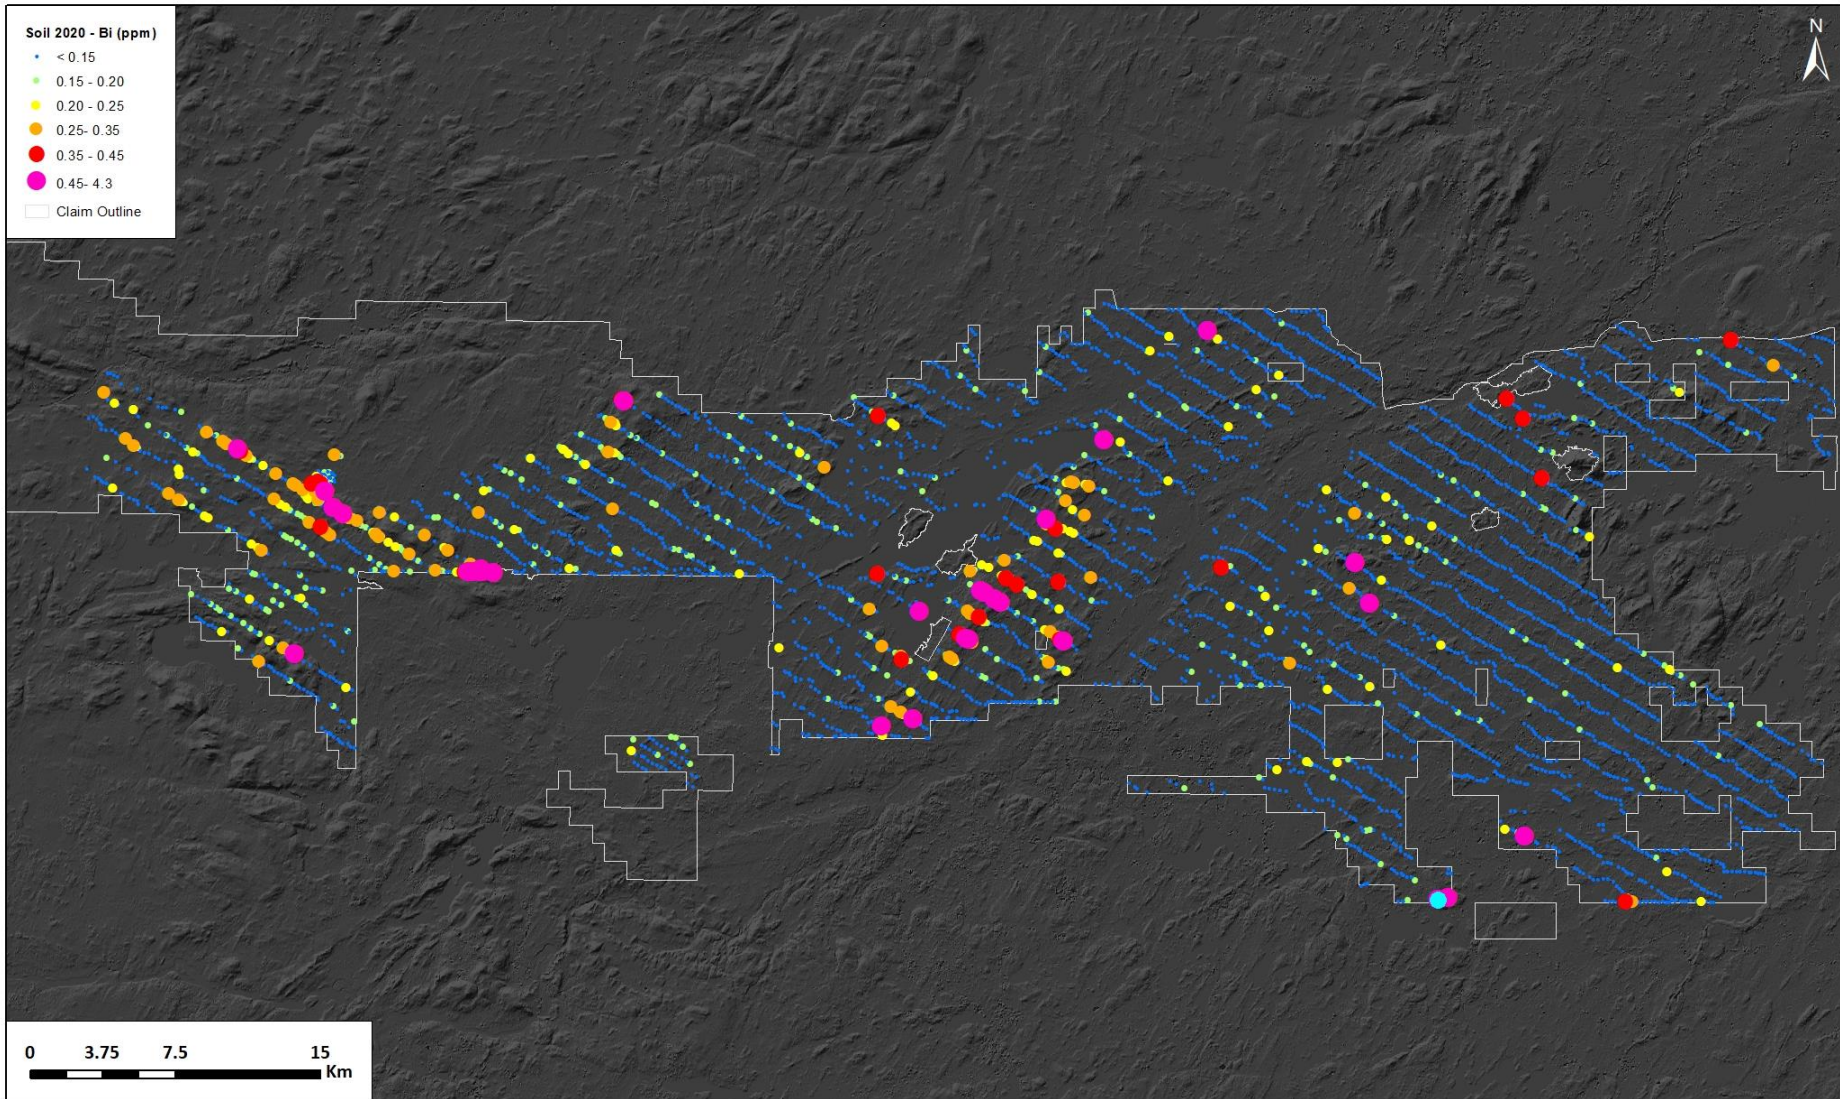 Soil 2020 - Bi (ppm)
< 0.15
0.15 - 0.20
0.20 - 0.25
0.25- 0.35
0.35 - 0.45
0.45- 4.3
Claim Outline
N
0 3.75 7.5 15
Km